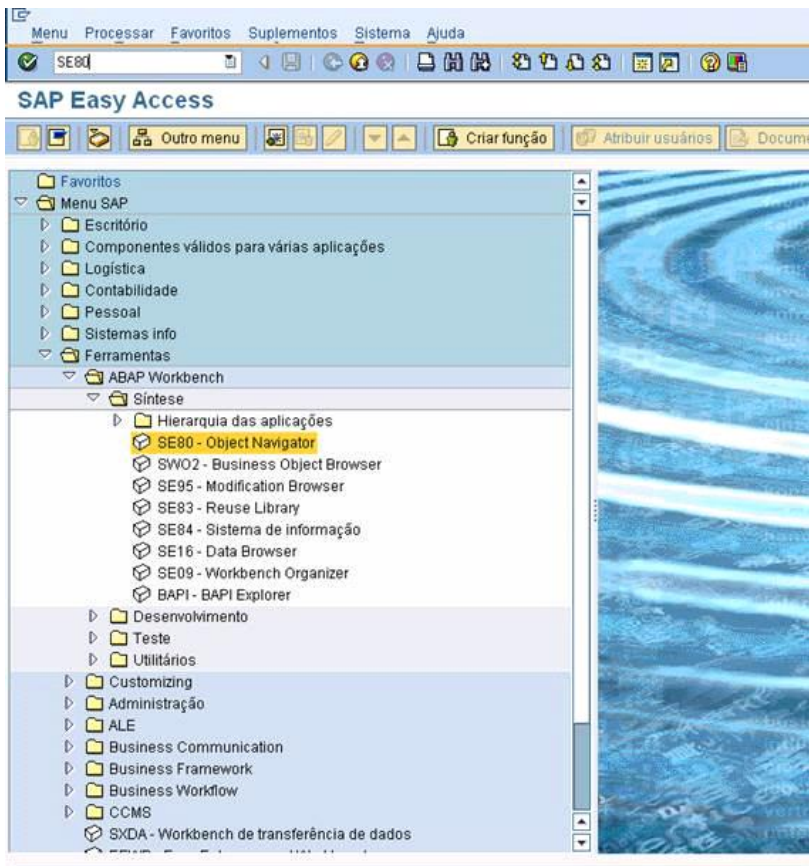 Menu Processar Favoritos Suplementos Sistema Ajuda
SE80
SAP Easy Access
Outro menu Criar função Atribuir usuários Docume
Favoritos
Menu SAP
Escritório
Componentes válidos para várias aplicações
Logística
Contabilidade
Pessoal
Sistemas info
Ferramentas
ABAP Workbench
Síntese
Hierarquia das aplicações
SE80 - Object Navigator
SWO2 - Business Object Browser
SE95 - Modification Browser
SE83 - Reuse Library
SE84 - Sistema de informação
SE16 - Data Browser
SE09 - Workbench Organizer
BAPI - BAPI Explorer
Desenvolvimento
Teste
Utilitários
Customizing
Administração
ALE
Business Communication
Business Framework
Business Workflow
CCMS
SXDA - Workbench de transferência de dados